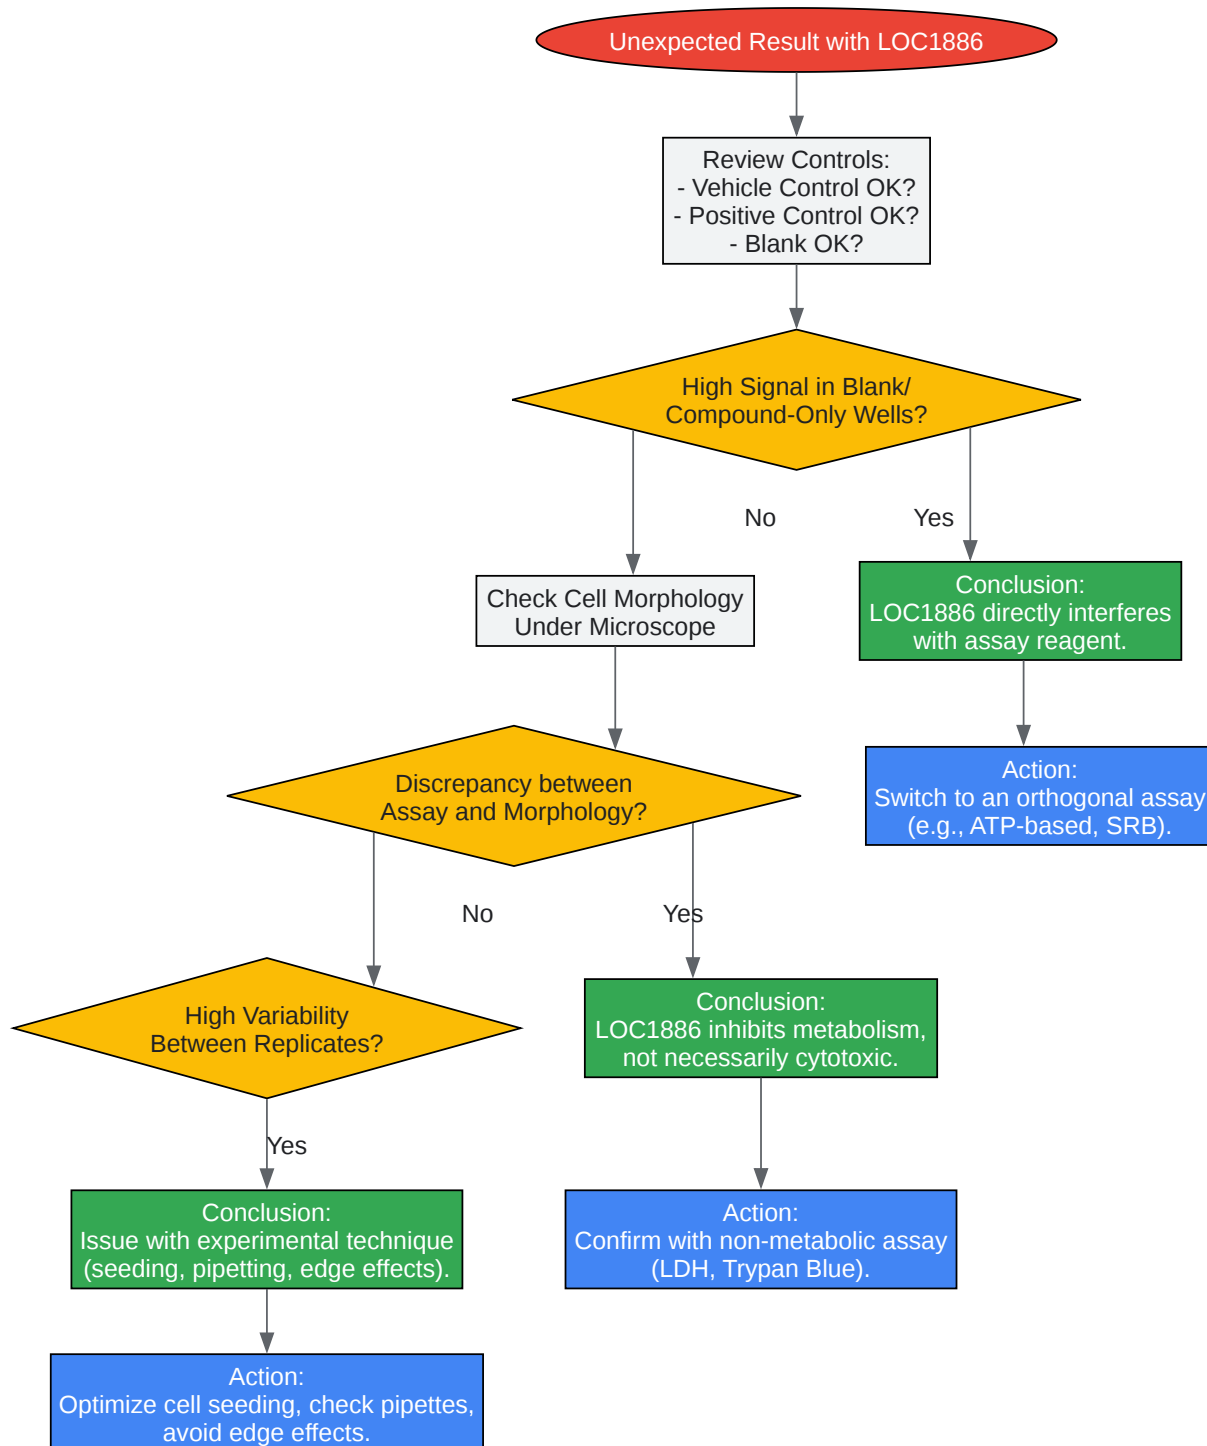 Unexpected Result with LOC1886
Review Controls:
- Vehicle Control OK?
- Positive Control OK?
- Blank OK?
High Signal in Blank/
Compound-Only Wells?
No
Yes
Check Cell Morphology
Under Microscope
Conclusion:
LOC1886 directly interferes
with assay reagent.
Action:
Switch to an orthogonal assay
(e.g., ATP-based, SRB).
Discrepancy between
Assay and Morphology?
No
Yes
High Variability
Between Replicates?
Conclusion:
LOC1886 inhibits metabolism,
not necessarily cytotoxic.
Yes
Conclusion:
Issue with experimental technique
(seeding, pipetting, edge effects).
Action:
Confirm with non-metabolic assay
(LDH, Trypan Blue).
Action:
Optimize cell seeding, check pipettes,
avoid edge effects.